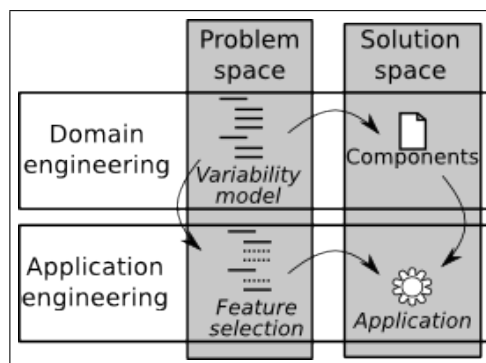 Problem
space
Solution
space
Domain
engineering
Variability
model
Components
Application
engineering
Feature
selection
Application